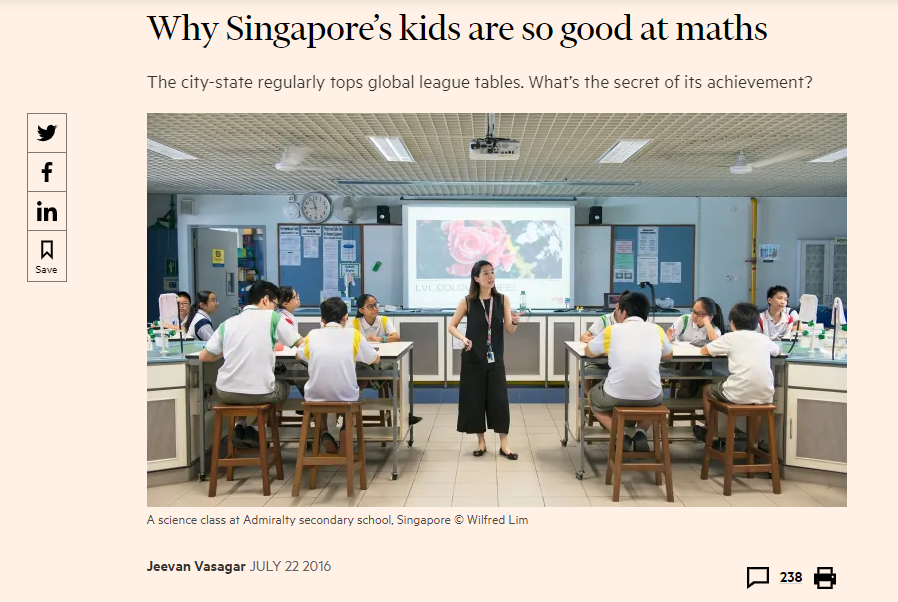 Why Singapore’s kids are so good at maths
The city-state regularly tops global league tables. What’s the secret of its achievement?
Save
A science class at Admiralty secondary school, Singapore © Wilfred Lim
Jeevan Vasagar JULY 22 2016
238